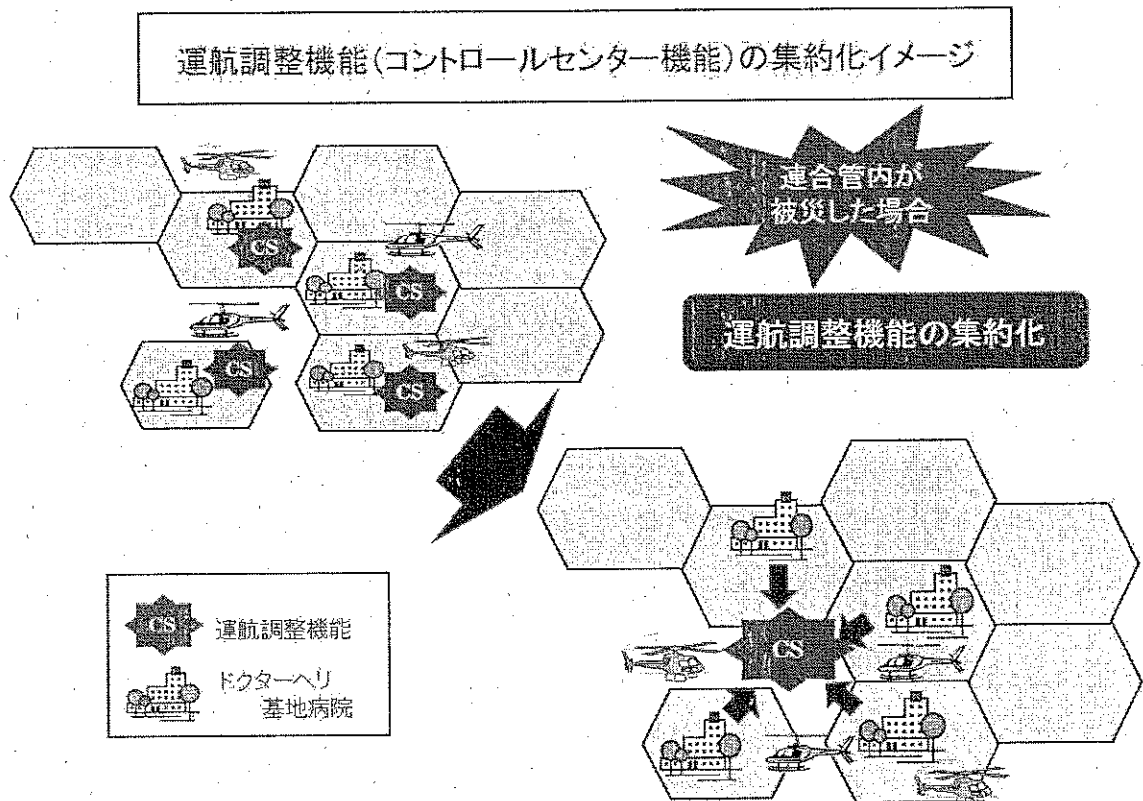 運航調整機能(コントロールセンター機能)の集約化イメージ
連合管内が
被災した場合
運航調整機能の集約化
CS
CS
CS
CS
CS
CS
運航調整機能
ドクターヘリ
基地病院